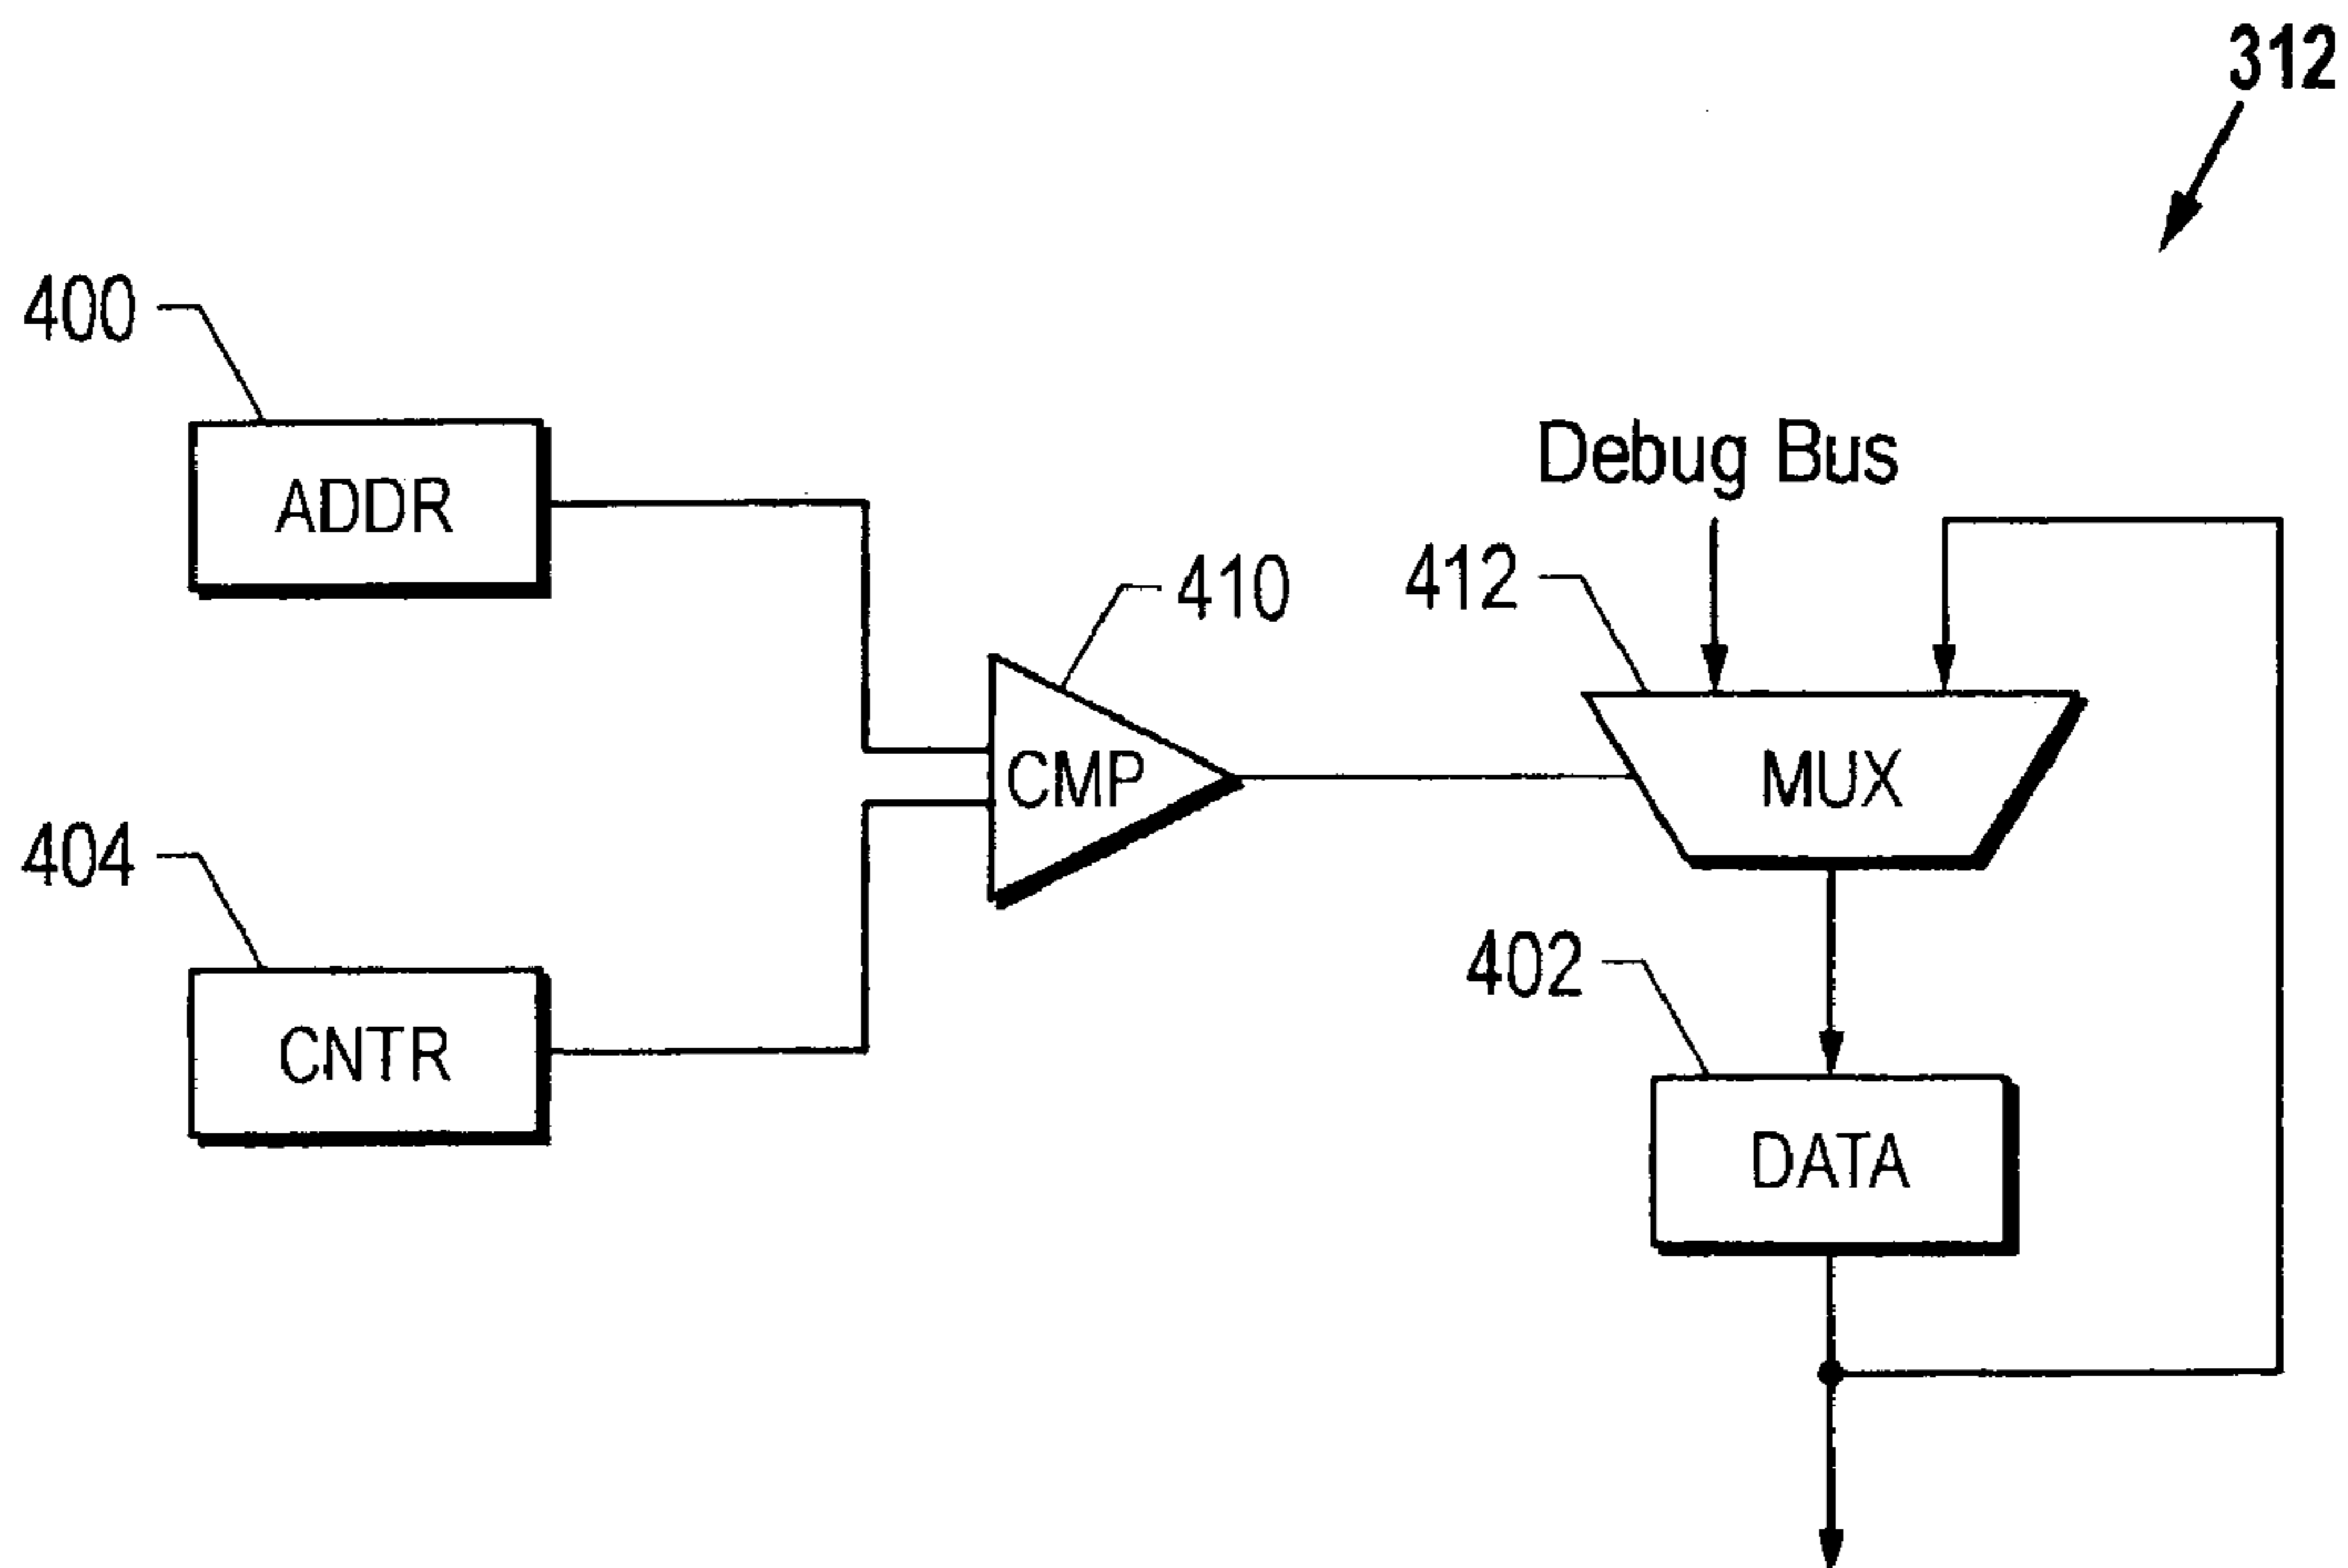 312
400
ADDR
Debug Bus
410
412
CMP
MUX
404
402
CNTR
DATA